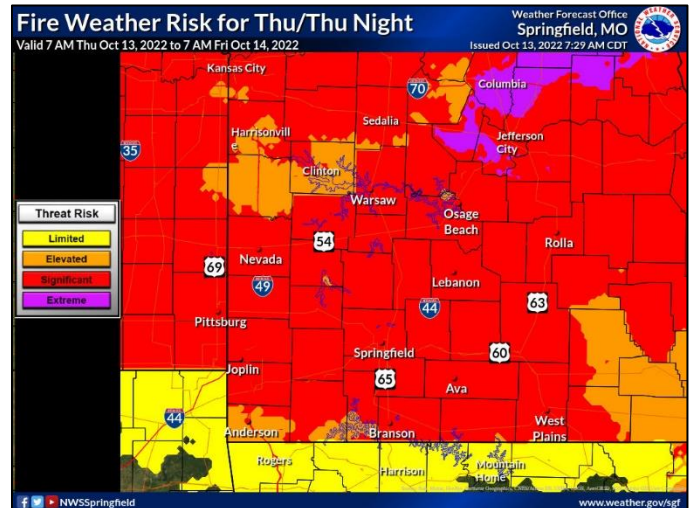 Fire Weather Risk for Thu/Thu Night
Valid 7 AM Thu Oct 13, 2022 to 7 AM Fri Oct 14, 2022
Weather Forecast Office
Springfield, MO
Issued Oct 13, 2022 7:29 AM CDT
Kansas City
70
Columbia
Sedalia
Harrisonvill
e
Jefferson
City
35
Clinton
Warsaw
Osage
Beach
Threat Risk
Limited
Elevated
Significant
Extreme
54
Rolla
69
Nevada
49
Lebanon
44
63
Pittsburg
Springfield
60
Joplin
65
Ava
44
Anderson
Branson
West
Plains
Rogers
Harrison
Mountain
Home
NWSSpringfield
www.weather.gov/sgf